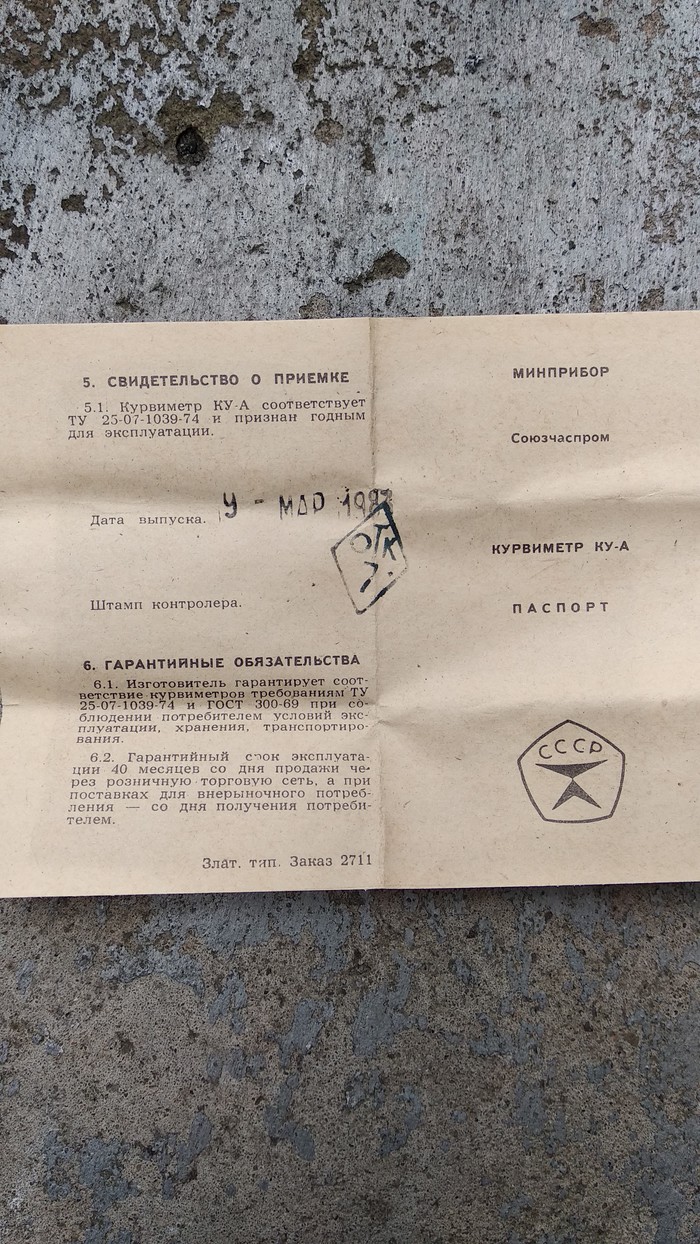 5. СВИДЕТЕЛЬСТВО О ПРИЕМКЕ
5.1. Курвиметр КУ-А соответствует
ТУ 25-07-1039-74 и признан годным
для эксплуатации.
Дата выпуска.
- МАР
ОТК
7.
Штамп контролера.
6. ГАРАНТИЙНЫЕ ОБЯЗАТЕЛЬСТВА
6.1. Изготовитель гарантирует соот-
ветствие курвиметров требованиям ТУ
25-07-1039-74 и ГОСТ 300-69 при со-
блюдении потребителем условий экс-
плуатации, хранения, транспортиро-
вания.
6.2. Гарантийный срок эксплуата-
ции 40 месяцев со дня продажи че-
рез розничную торговую сеть, а при
поставках для внерыночного потреб-
ления — со дня получения потреби-
телем.
Злат. тип. Заказ 2711
МИНПРИБОР
Союзчаспром
КУРВИМЕТР КУ-А
ПАСПОРТ
СССР